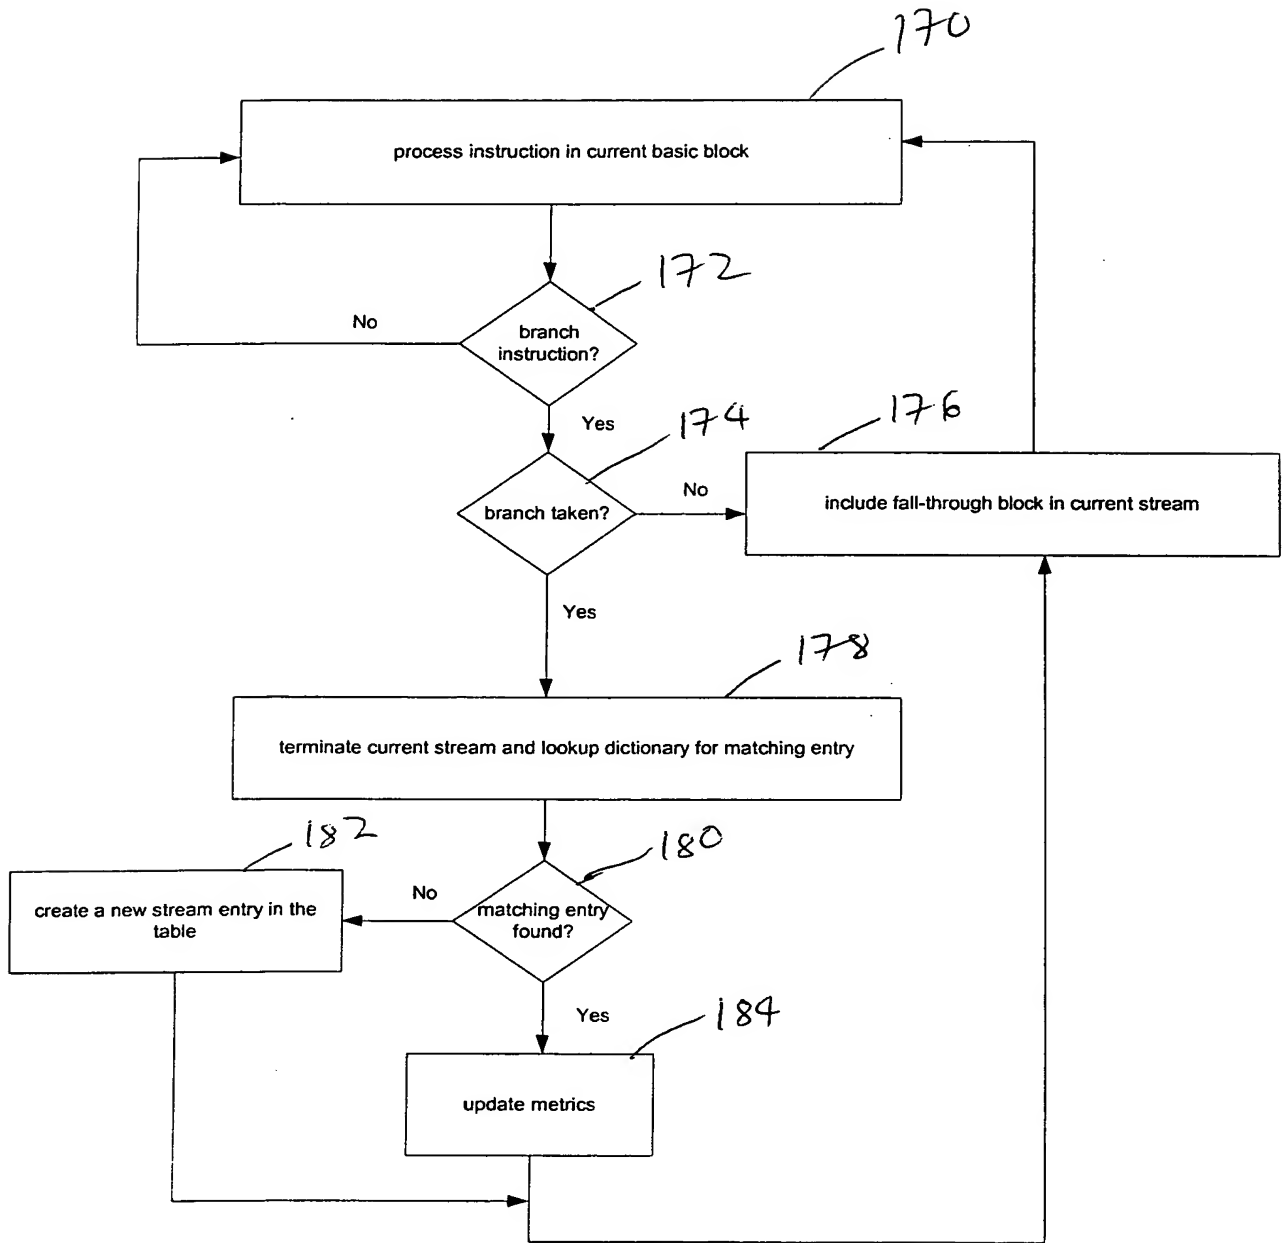 170
process instruction in current basic block
172
No
branch
instruction?
Yes
174
176
No
branch taken?
include fall-through block in current stream
Yes
178
terminate current stream and lookup dictionary for matching entry
182
180
No
create a new stream entry in the
table
matching entry
found?
Yes
184
update metrics